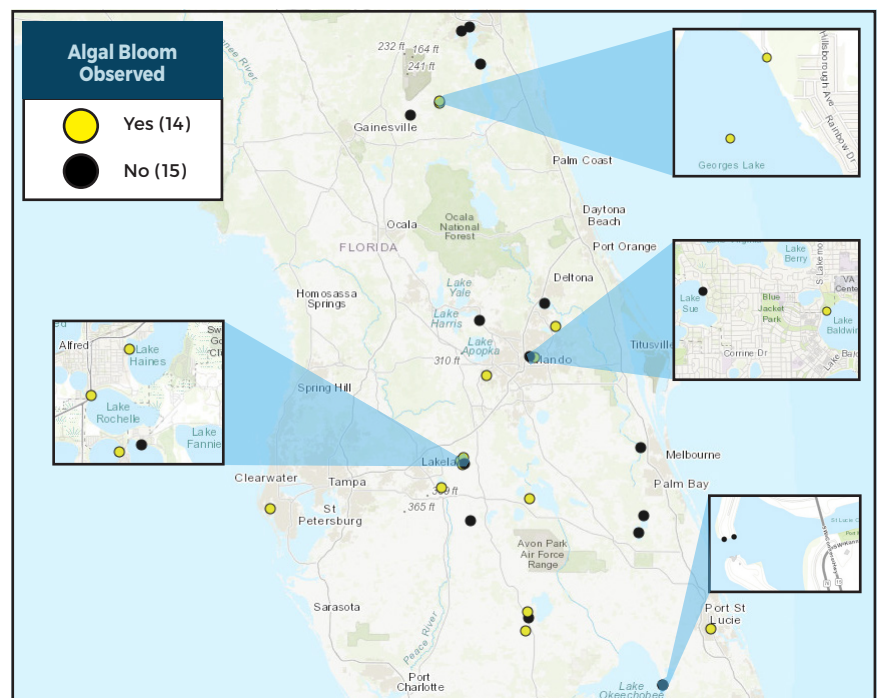 Algal Bloom
Observed
Yes (14)
No (15)
232 ft
164 ft
241 ft
Gainesville
Palm Coast
Ocala
Ocala
National
Forest
FLORIDA
Daytona
Beach
Port Orange
Deltona
Lake
Yale
Homosassa
Springs
Lake
Harris
Lake
Apopka
Titusville
310 ft
Spring Hill
Melbourne
Palm Bay
Clearwater
Tampa
St
Petersburg
365 ft
Avon Park
Air Force
Range
Sarasota
Peace River
Port St
Lucie
Port
Charlotte
Lake
Okeechobee
Hillsborough Ave
Rainbow Dr
Georges Lake
Lake
Berry
S Lake mo
VA
Cente
Lake
Sue
Blue
Jacket
Park
Lake
Baldwin
Corrine Dr
Alfred
Lake
Haines
Lake
Rochelle
Lake
Fannie